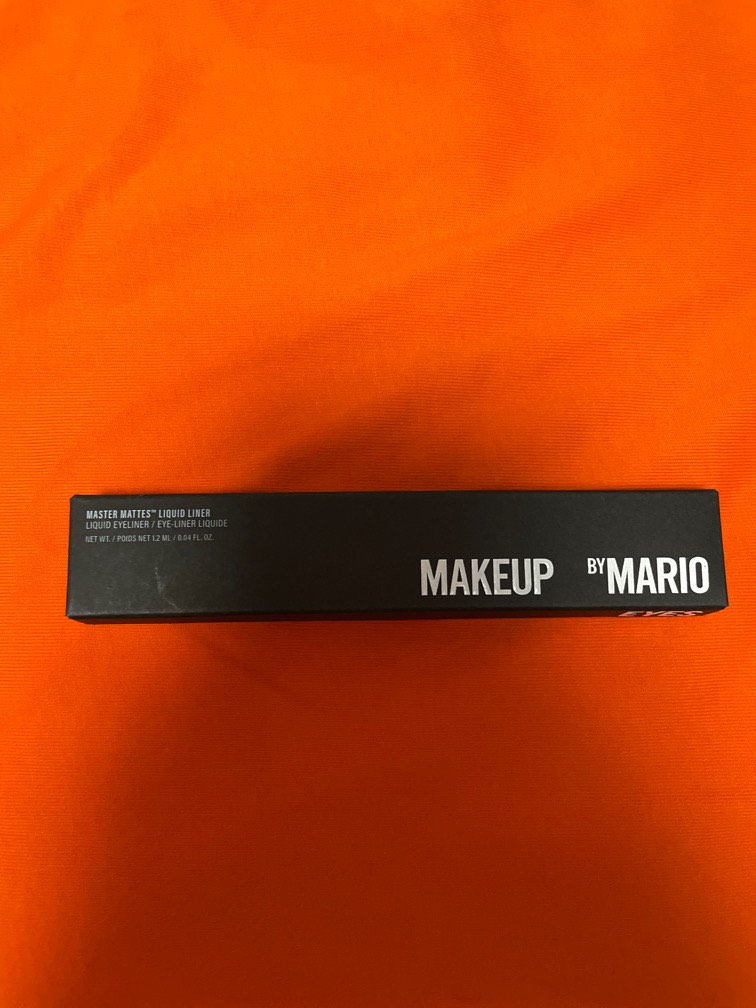 MASTER MATTES™ LIQUID LINER
LIQUID EYELINER / EYE-LINER LIQUIDE
NET WT. / POIDS NET 1.2 ML / 0.04 FL. OZ.
MAKEUP BY MARIO
EYES